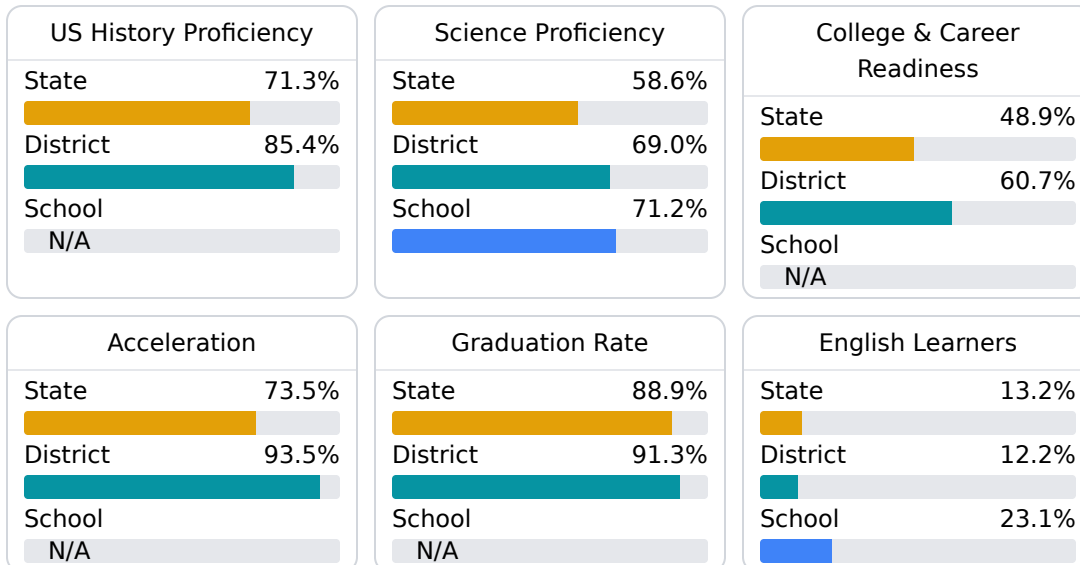 US History Proficiency
State 71.3%
District 85.4%
School
N/A
Science Proficiency
State 58.6%
District 69.0%
School 71.2%
College & Career
Readiness
State 48.9%
District 60.7%
School
N/A
Acceleration
State 73.5%
District 93.5%
School
N/A
Graduation Rate
State 88.9%
District 91.3%
School
N/A
English Learners
State 13.2%
District 12.2%
School 23.1%